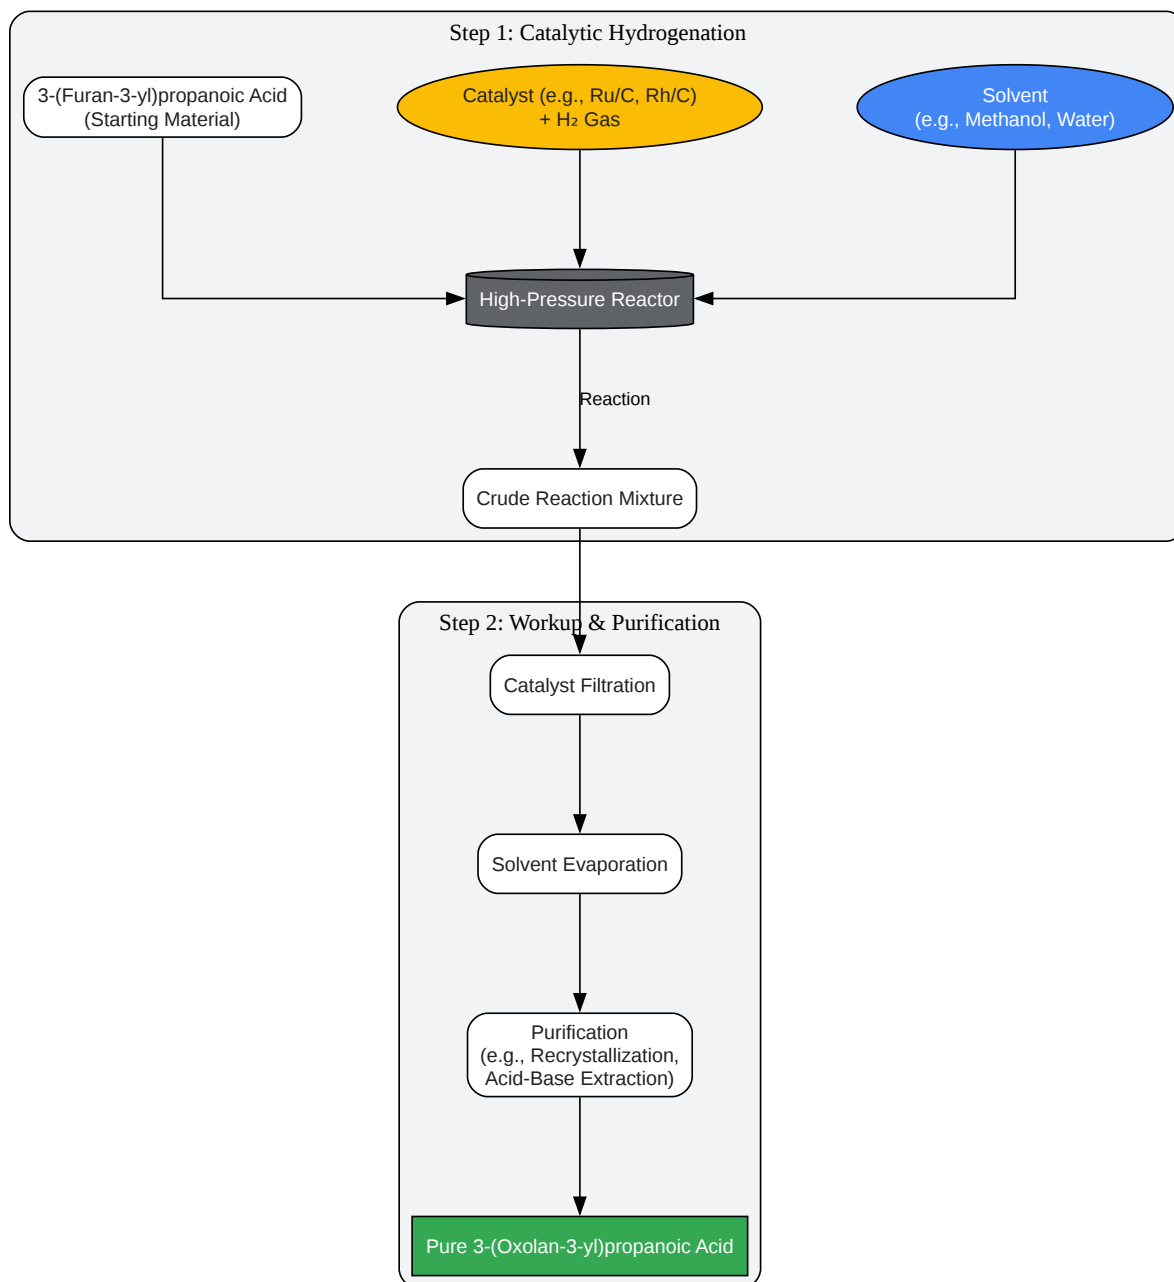 Step 1: Catalytic Hydrogenation
3-(Furan-3-yl)propanoic Acid
(Starting Material)
Catalyst (e.g., Ru/C, Rh/C)
+ H₂ Gas
Solvent
(e.g., Methanol, Water)
High-Pressure Reactor
Reaction
Crude Reaction Mixture
Step 2: Workup & Purification
Catalyst Filtration
Solvent Evaporation
Purification
(e.g., Recrystallization,
Acid-Base Extraction)
Pure 3-(Oxolan-3-yl)propanoic Acid